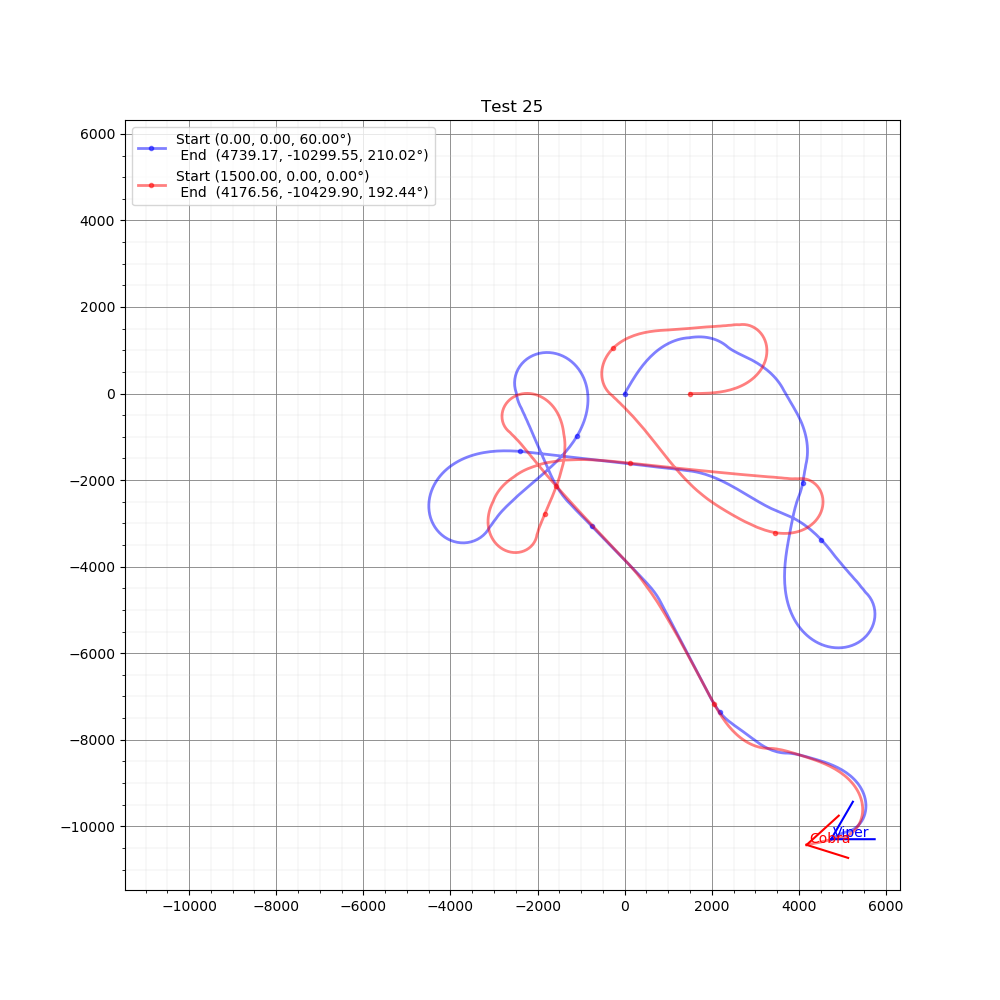 Test 25
Start (0.00, 0.00, 60.00°)
End (4739.17, -10299.55, 210.02°)
Start (1500.00, 0.00, 0.00°)
End (4176.56, -10429.90, 192.44°)
6000
4000
2000
0
−2000
−4000
−6000
−8000
−10000
Viper
Cobra
−10000 −8000 −6000 −4000 −2000 0 2000 4000 6000